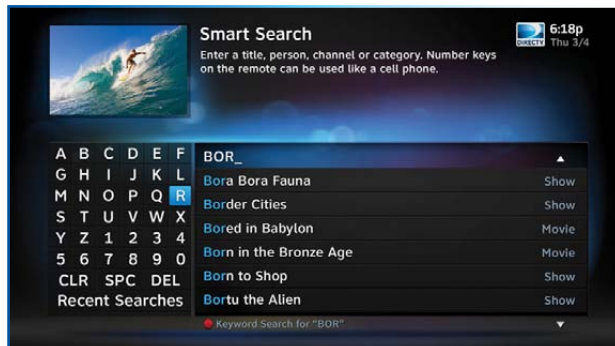 Smart Search
Enter a title, person, channel or category. Number keys
on the remote can be used like a cell phone.
DIRECTV
6:18p
Thu 3/4
A B C D E F
G H I J K L
M N O P Q R
S T U V W X
Y Z 1 2 3 4
5 6 7 8 9 0
CLR SPC DEL
Recent Searches
BOR_
Bora Bora Fauna Show
Border Cities Show
Bored in Babylon Movie
Born in the Bronze Age Movie
Born to Shop Show
Bortu the Alien Show
Keyword Search for "BOR"